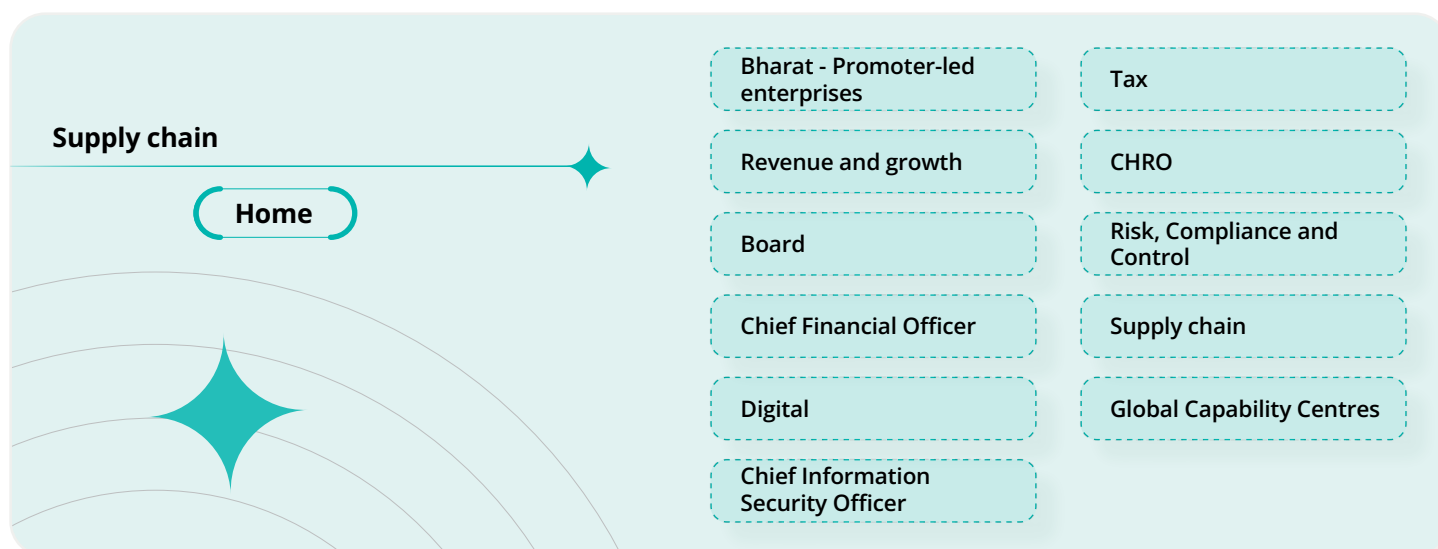 Supply chain
Home
Bharat - Promoter-led
enterprises
Revenue and growth
Board
Chief Financial Officer
Digital
Chief Information
Security Officer
Tax
CHRO
Risk, Compliance and
Control
Supply chain
Global Capability Centres